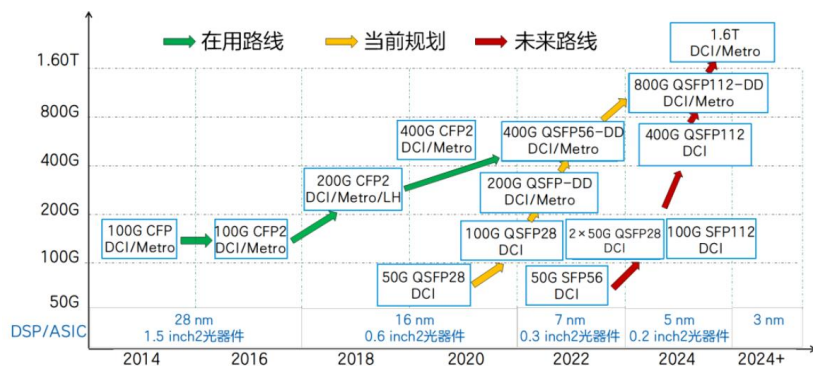 在用路线
当前规划
未来路线
1.60T
800G
400G
200G
100G
50G
1.6T
DCI/Metro
800G QSFP112-DD
DCI/Metro
400G CFP2
DCI/Metro
400G QSFP56-DD
DCI/Metro
400G QSFP112
DCI
200G CFP2
DCI/Metro/LH
200G QSFP-DD
DCI/Metro
100G CFP
DCI/Metro
100G CFP2
DCI/Metro
100G QSFP28
DCI
2×50G QSFP28
DCI
100G SFP112
DCI
50G QSFP28
DCI
50G SFP56
DCI
DSP/ASIC
28 nm
1.5 inch2光器件
16 nm
0.6 inch2光器件
7 nm
0.3 inch2光器件
5 nm
0.2 inch2光器件
3 nm
2014
2016
2018
2020
2022
2024
2024+